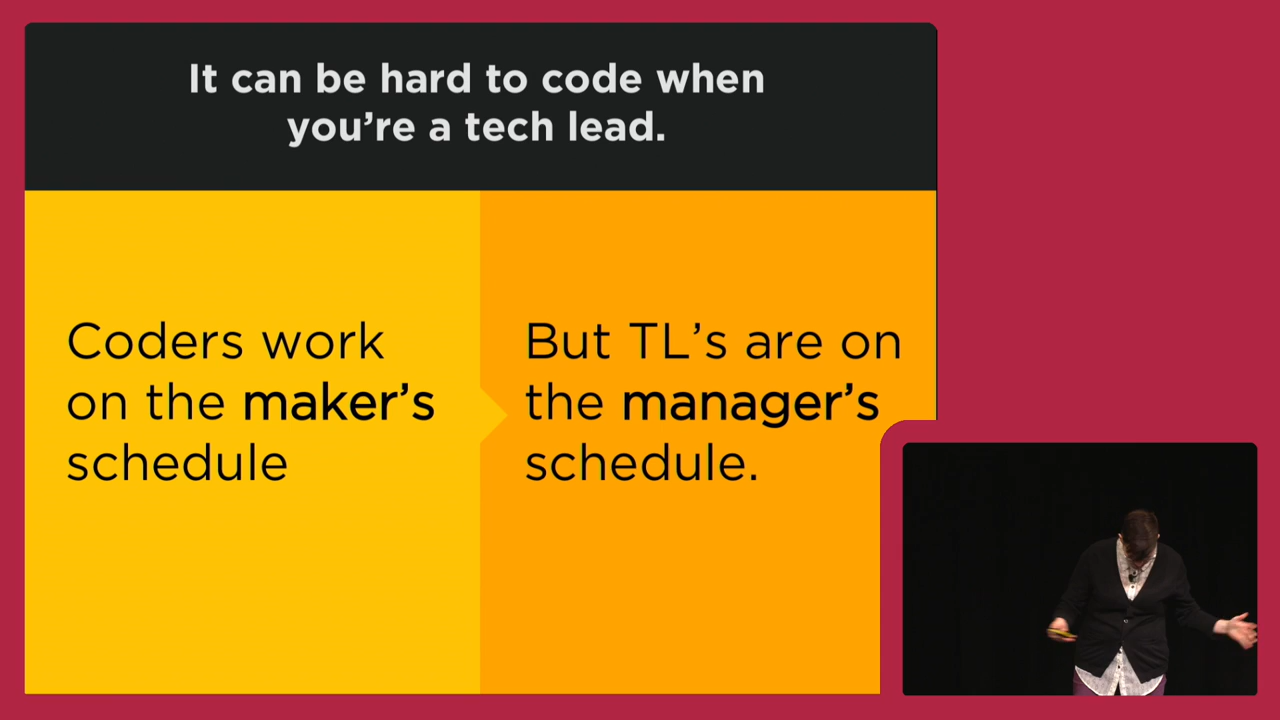 It can be hard to code when
you're a tech lead.
Coders work
on the maker's
schedule
But TL's are on
the manager's
schedule.